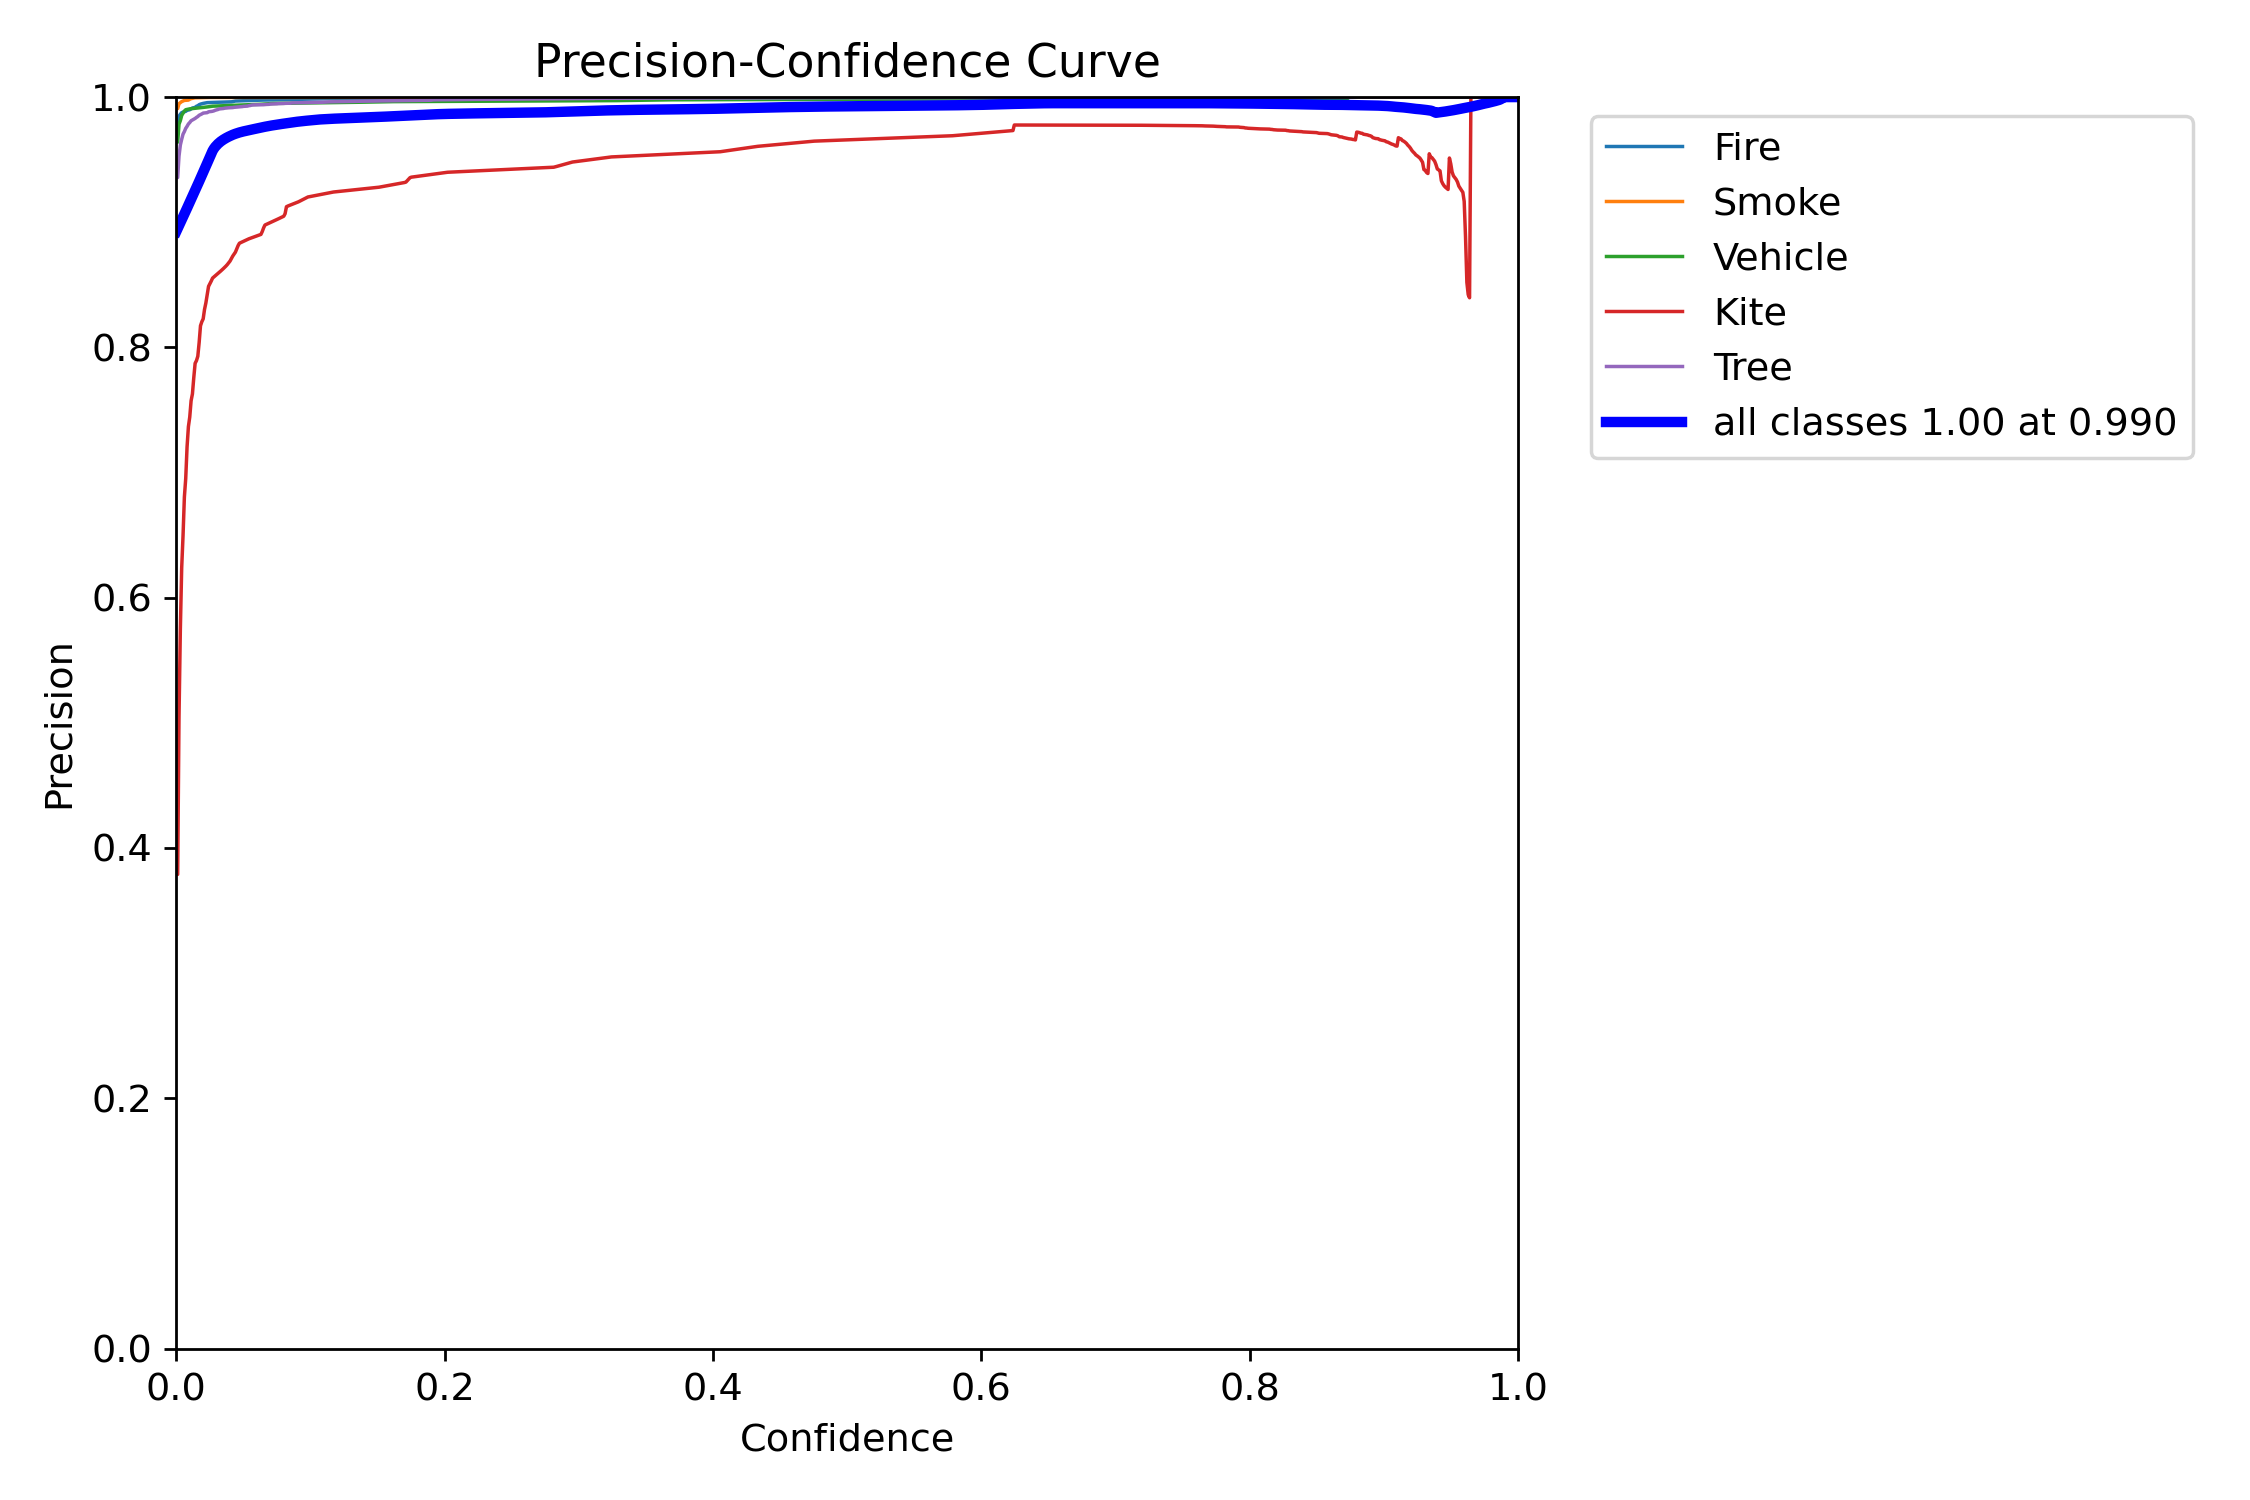 Precision-Confidence Curve
1.0
0.8
0.6
0.4
0.2
0.0
Precision
0.0 0.2 0.4 0.6 0.8 1.0
Confidence
Fire
Smoke
Vehicle
Kite
Tree
all classes 1.00 at 0.990